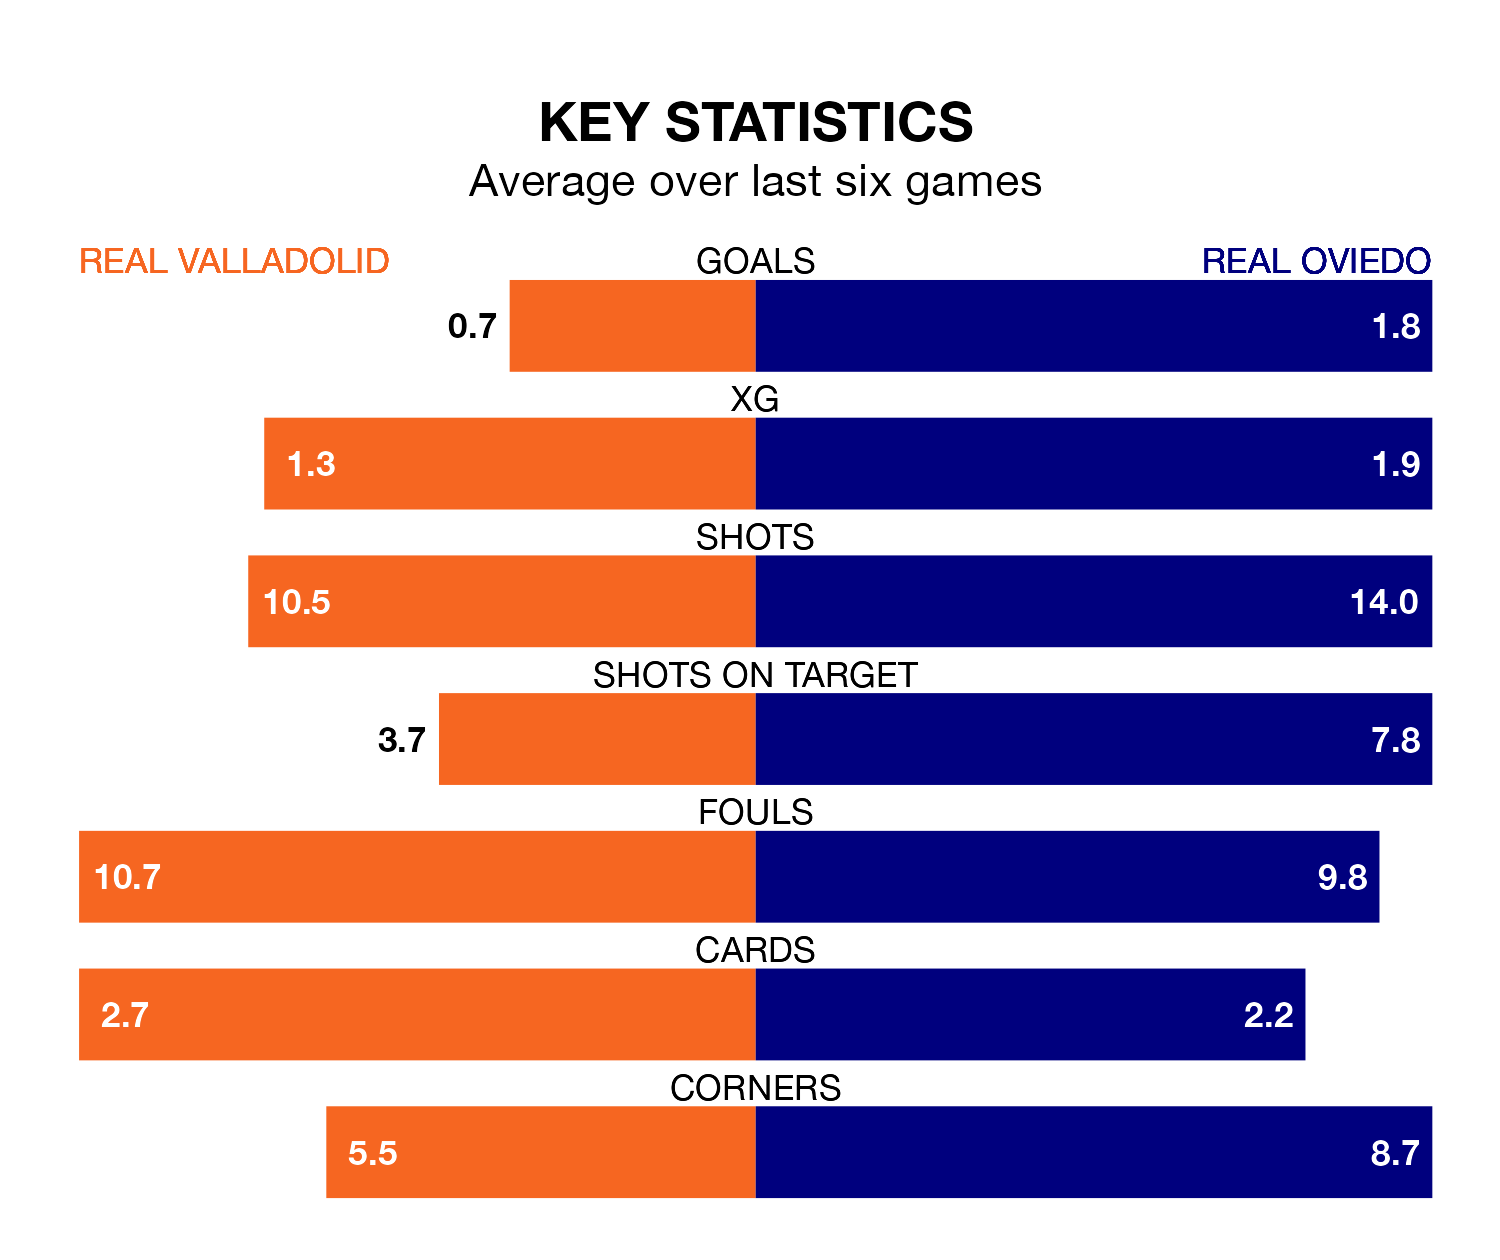 KEY STATISTICS
Average over last six games
REAL VALLADOLID GOALS REAL OVIEDO
0.7 1.8
XG
1.3 1.9
SHOTS
10.5 14.0
SHOTS ON TARGET
3.7 7.8
FOULS
10.7 9.8
CARDS
2.7 2.2
CORNERS
5.5 8.7